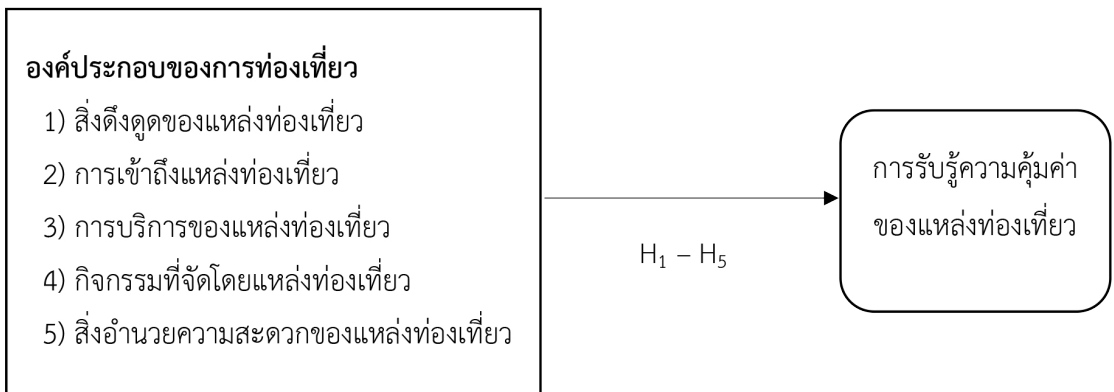 องค์ประกอบของการท่องเที่ยว
1) สิ่งดึงดูดของแหล่งท่องเที่ยว
2) การเข้าถึงแหล่งท่องเที่ยว
3) การบริการของแหล่งท่องเที่ยว
4) กิจกรรมที่จัดโดยแหล่งท่องเที่ยว
5) สิ่งอำนวยความสะดวกของแหล่งท่องเที่ยว
H₁ – H₅
การรับรู้ความคุ้มค่า
ของแหล่งท่องเที่ยว